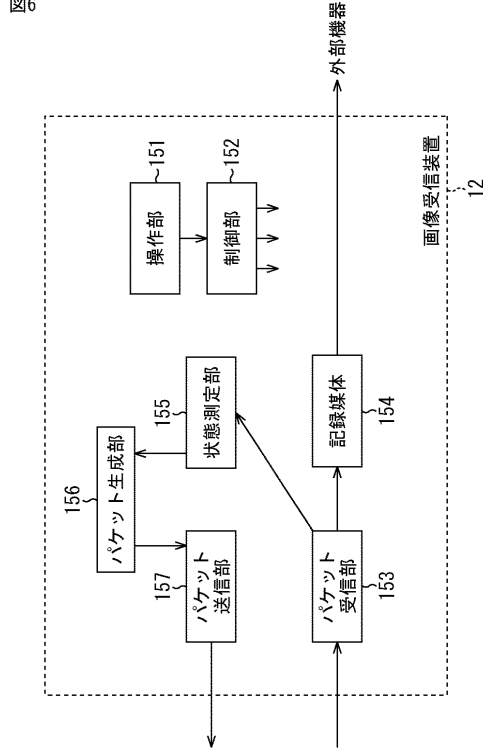 図6
外部機器
画像受信装置
12
操作部
151
制御部
152
状態測定部
155
パケット生成部
156
パケット
送信部
157
記録媒体
154
パケット
受信部
153